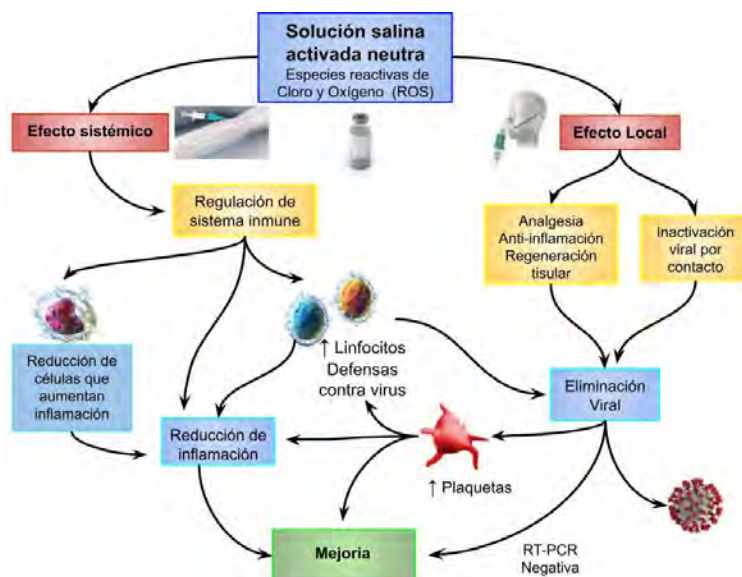 Solución salina
activada neutra
Especies reactivas de
Cloro y Oxígeno (ROS)
Efecto sistémico
Efecto Local
Regulación de
sistema inmune
Analgesia
Anti-inflamación
Regeneración
tisular
Inactivación
viral por
contacto
Reducción de
células que
aumentan
inflamación
↑ Linfocitos
Defensas
contra virus
Eliminación
Viral
Reducción de
inflamación
↑ Plaquetas
Mejoria
RT-PCR
Negativa